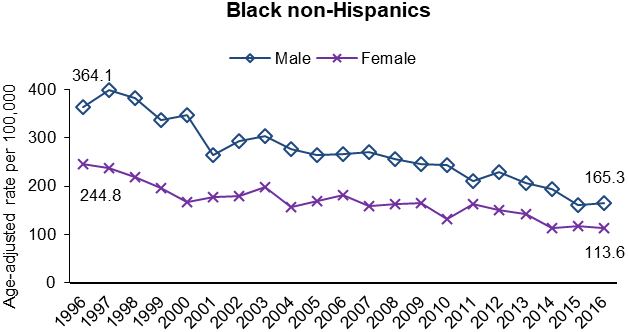 Black non-Hispanics
Male Female
364.1
400
300
200
100
0
244.8
165.3
113.6
Age-adjusted rate per 100,000
1996 1997 1998 1999 2000 2001 2002 2003 2004 2005 2006 2007 2008 2009 2010 2011 2012 2013 2014 2015 2016